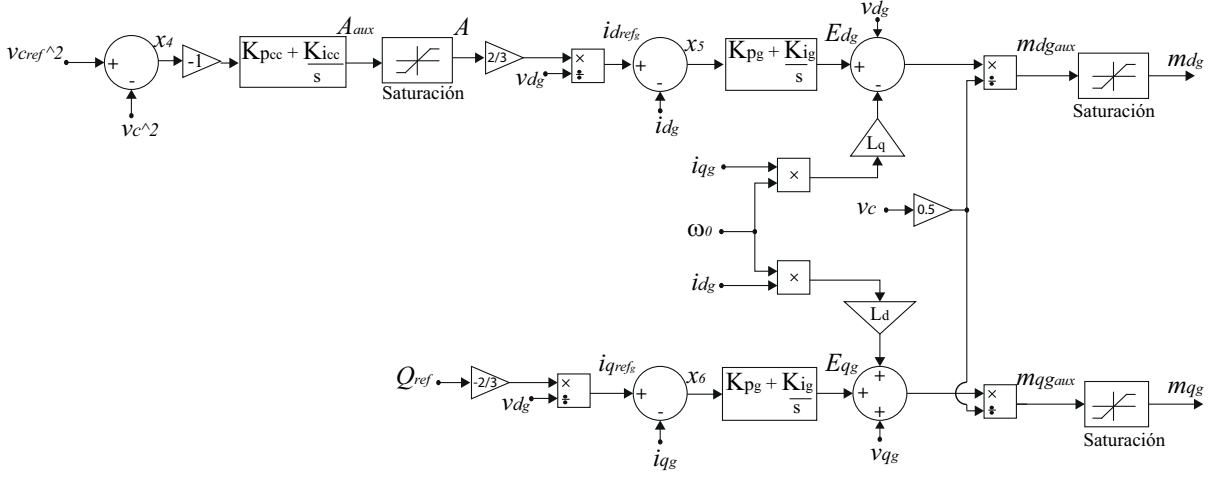 vcref^2
+
-
vc^2
x4
-1
Kpcc + Kicc
s
Aaux
Saturación
A
2/3
vdg
×
÷
idrefg
+
-
idg
x5
Kpg + Kig
s
Edg
vdg
+
+
-
Lq
iqg
×
ω0
idg
×
Ld
vc
0.5
×
÷
mdgaux
Saturación
mdg
Qref
-2/3
vdg
×
÷
iqrefg
+
-
iqg
x6
Kpg + Kig
s
Eqg
+
+
+
vqg
×
÷
mqgaux
Saturación
mqg